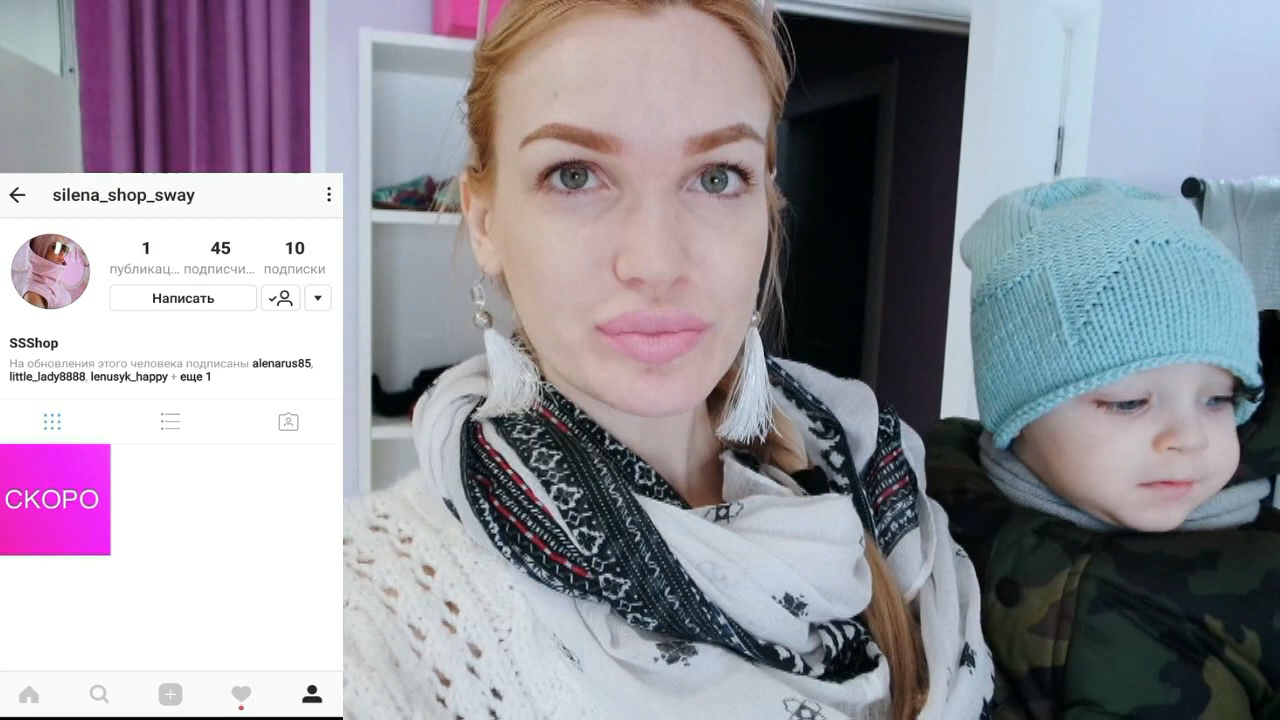 silena_shop_sway
1 45 10
публикац... подписчи... подписки
Написать
SSShop
На обновления этого человека подписаны alenarus85,
little_lady8888, lenusyk_happy + еще 1
СКОРО